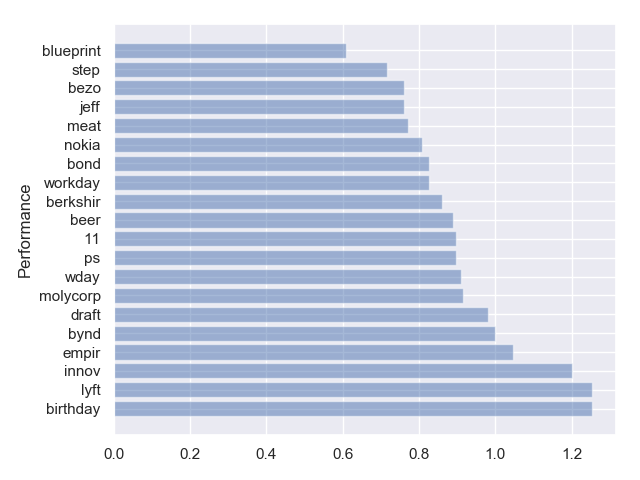 blueprint
step
bezo
jeff
meat
nokia
bond
workday
berkshir
beer
11
ps
wday
molycorp
draft
bynd
empir
innov
lyft
birthday
Performance
0.0 0.2 0.4 0.6 0.8 1.0 1.2